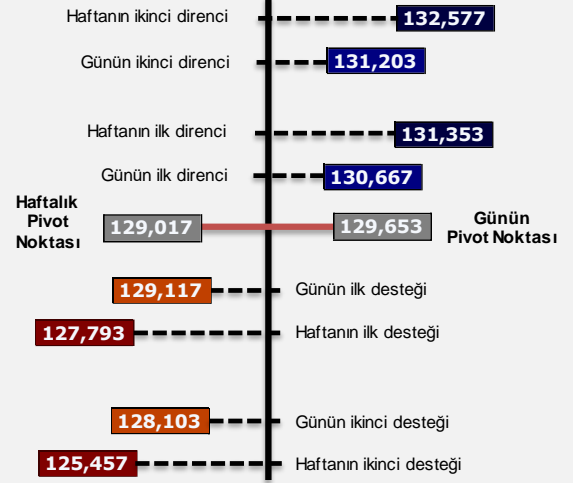 Haftanın ikinci direnci 132,577
Günün ikinci direnci 131,203
Haftanın ilk direnci 131,353
Günün ilk direnci 130,667
Haftalık
Pivot
Noktası
129,017 129,653
Günün
Pivot Noktası
129,117 Günün ilk desteği
127,793 Haftanın ilk desteği
128,103 Günün ikinci desteği
125,457 Haftanın ikinci desteği